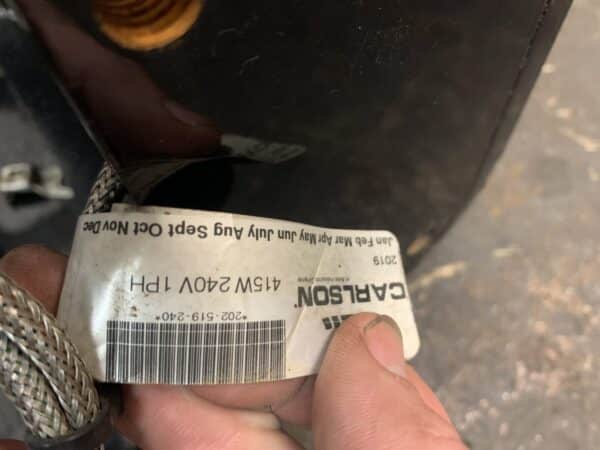 *202-519-240*
CARLSON
415W 240V 1PH
2019
Jan Feb Mar Apr May Jun July Aug Sept Oct Nov Dec